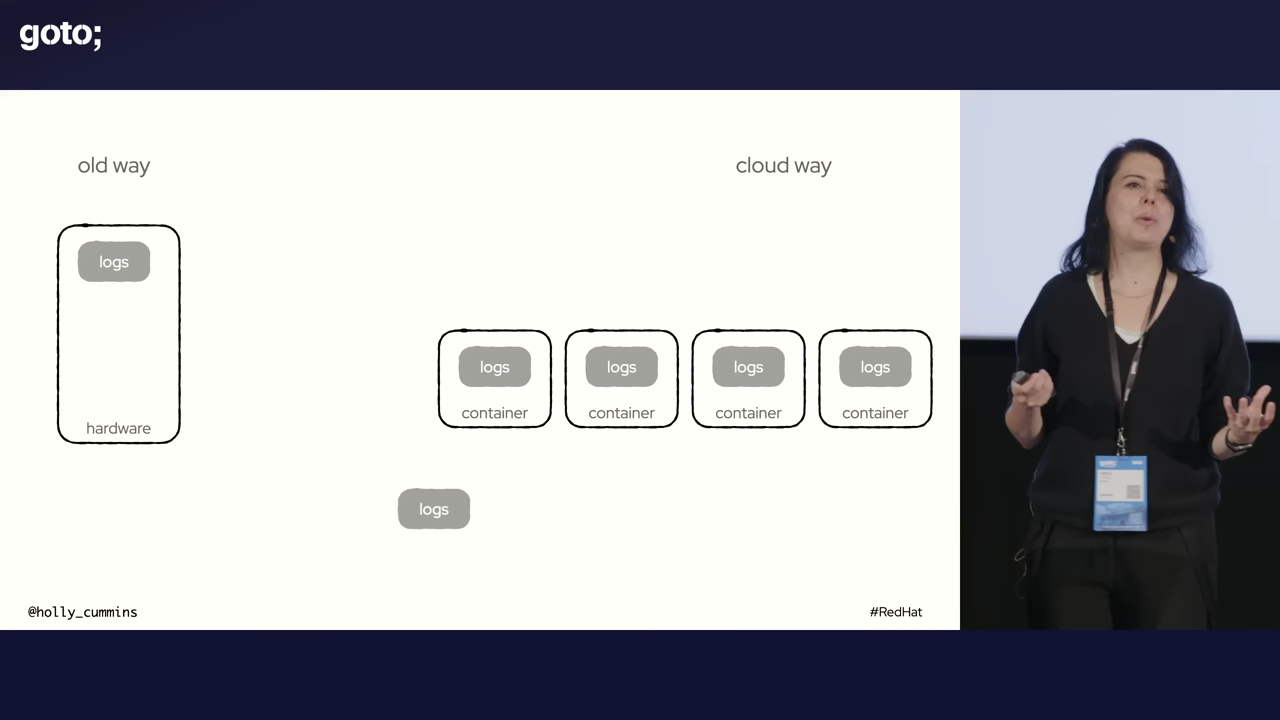 goto;
old way
cloud way
logs
hardware
logs
logs
logs
logs
container
container
container
container
logs
@holly_cummins
#RedHat